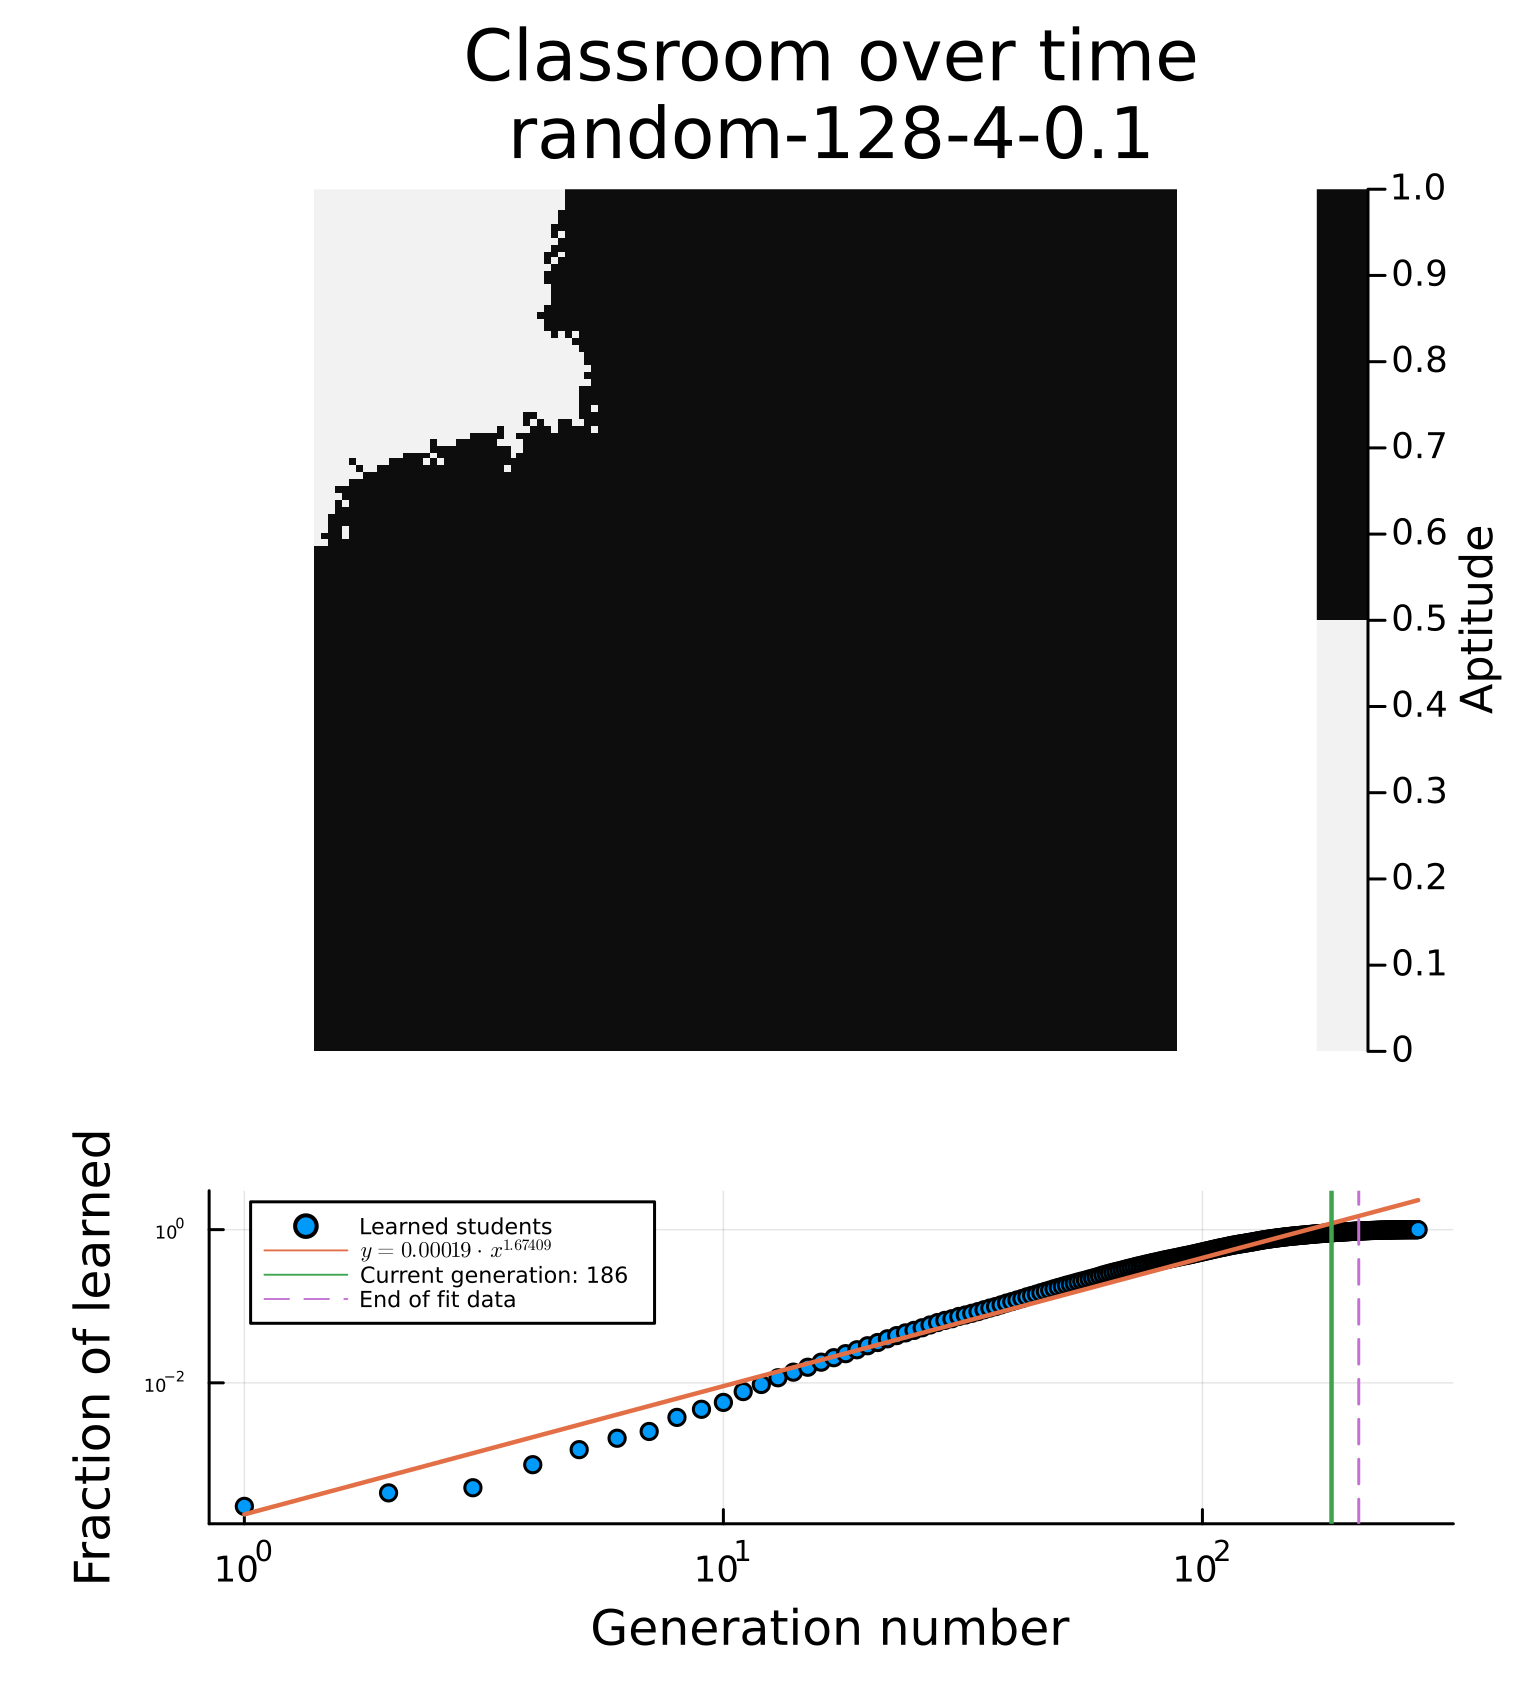 Classroom over time
random-128-4-0.1
1.0
0.9
0.8
0.7
0.6
0.5
0.4
0.3
0.2
0.1
0
Aptitude
Fraction of learned
10⁰
10⁻²
Learned students
y = 0.00019 · x^1.67409
Current generation: 186
End of fit data
10⁰ 10¹ 10²
Generation number